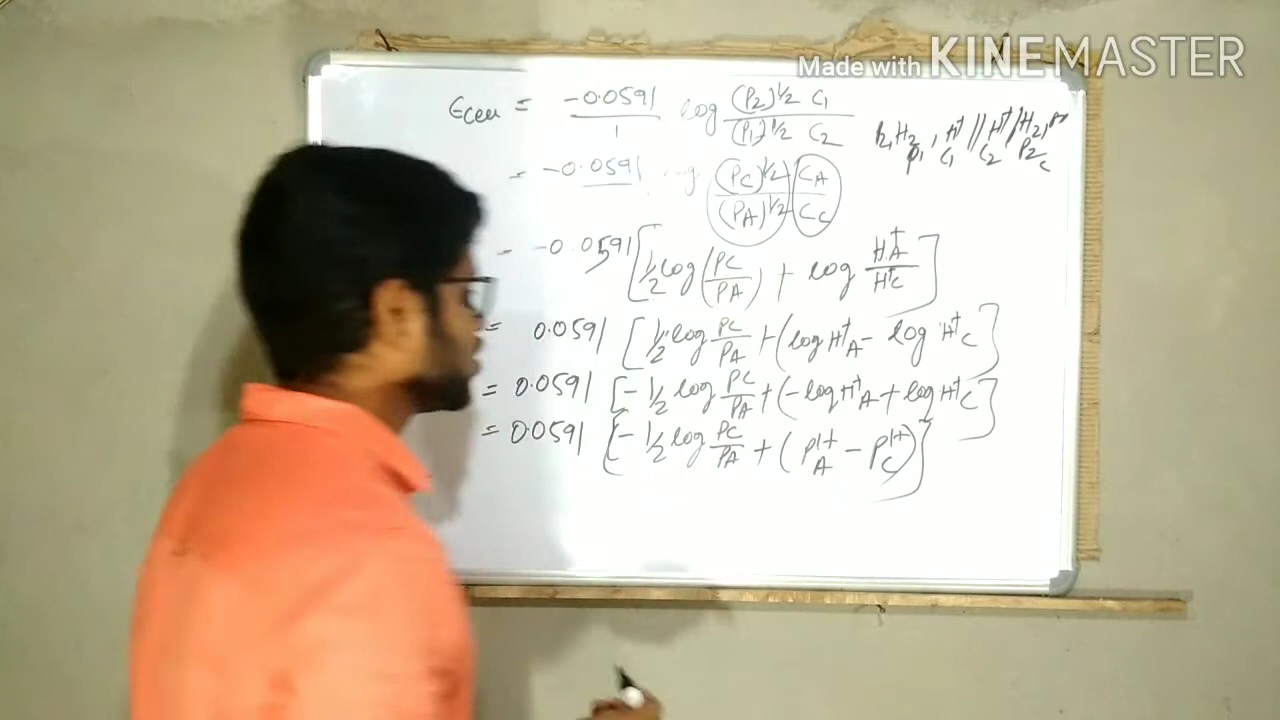 Made with KINEMASTER
Ecell = -0.0591/1 log (P2)^1/2 C1/(P1)^1/2 C2
H2, P1, H+ C1 // H+ C2 / H2, P2
= -0.0591 log (PC)^1/2/(PA)^1/2 CA/CC
= -0.0591 [1/2 log (PC/PA) + log H+A/H+C]
= 0.0591 [1/2 log PC/PA + (log H+A - log H+C]
= 0.0591 [-1/2 log PC/PA + (-log H+A + log H+C]
= 0.0591 [-1/2 log PC/PA + (PH+A - PH+C)]